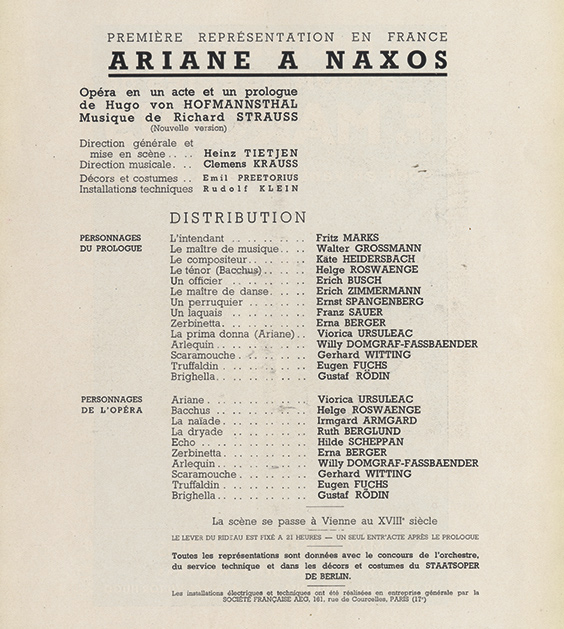 PREMIÈRE REPRÉSENTATION EN FRANCE
ARIANE A NAXOS
Opéra en un acte et un prologue
de Hugo von HOFMANNSTHAL
Musique de Richard STRAUSS
(Nouvelle version)
Direction générale et
mise en scène . . . Heinz TIETJEN
Direction musicale. . . Clemens KRAUSS
Décors et costumes . . Emil PREETORIUS
Installations techniques Rudolf KLEIN
DISTRIBUTION
PERSONNAGES
DU PROLOGUE
L'intendant . . . . . . . Fritz MARKS
Le maître de musique. . . . Walter GROSSMANN
Le compositeur. . . . . . Käte HEIDERSBACH
Le ténor (Bacchus). . . . . Helge ROSWAENGE
Un officier . . . . . . . Erich BUSCH
Le maître de danse. . . . . Erich ZIMMERMANN
Un perruquier . . . . . . Ernst SPANGENBERG
Un laquais . . . . . . . Franz SAUER
Zerbinetta. . . . . . . . Erna BERGER
La prima donna (Ariane). . Viorica URSULEAC
Arlequin. . . . . . . . . Willy DOMGRAF-FASSBAENDER
Scaramouche . . . . . . . Gerhard WITTING
Truffaldin . . . . . . . Eugen FUCHS
Brighella. . . . . . . . Gustaf RÖDIN
PERSONNAGES
DE L'OPÉRA
Ariane . . . . . . . . . Viorica URSULEAC
Bacchus . . . . . . . . Helge ROSWAENGE
La naïade. . . . . . . . Irmgard ARMGARD
La dryade . . . . . . . Ruth BERGLUND
Echo . . . . . . . . . Hilde SCHEPPAN
Zerbinetta. . . . . . . . Erna BERGER
Arlequin. . . . . . . . . Willy DOMGRAF-FASSBAENDER
Scaramouche . . . . . . . Gerhard WITTING
Truffaldin . . . . . . . Eugen FUCHS
Brighella. . . . . . . . Gustaf RÖDIN
La scène se passe à Vienne au XVIIIe siècle
LE LEVER DU RIDEAU EST FIXÉ A 21 HEURES — UN SEUL ENTR'ACTE APRÈS LE PROLOGUE
Toutes les représentations sont données avec le concours de l'orchestre,
du service technique et dans les décors et costumes du STAATSOPER
DE BERLIN.
Les installations électriques et techniques ont été réalisées en entreprise générale par la
SOCIÉTÉ FRANÇAISE AEG, 161, rue de Courcelles, PARIS (17e)